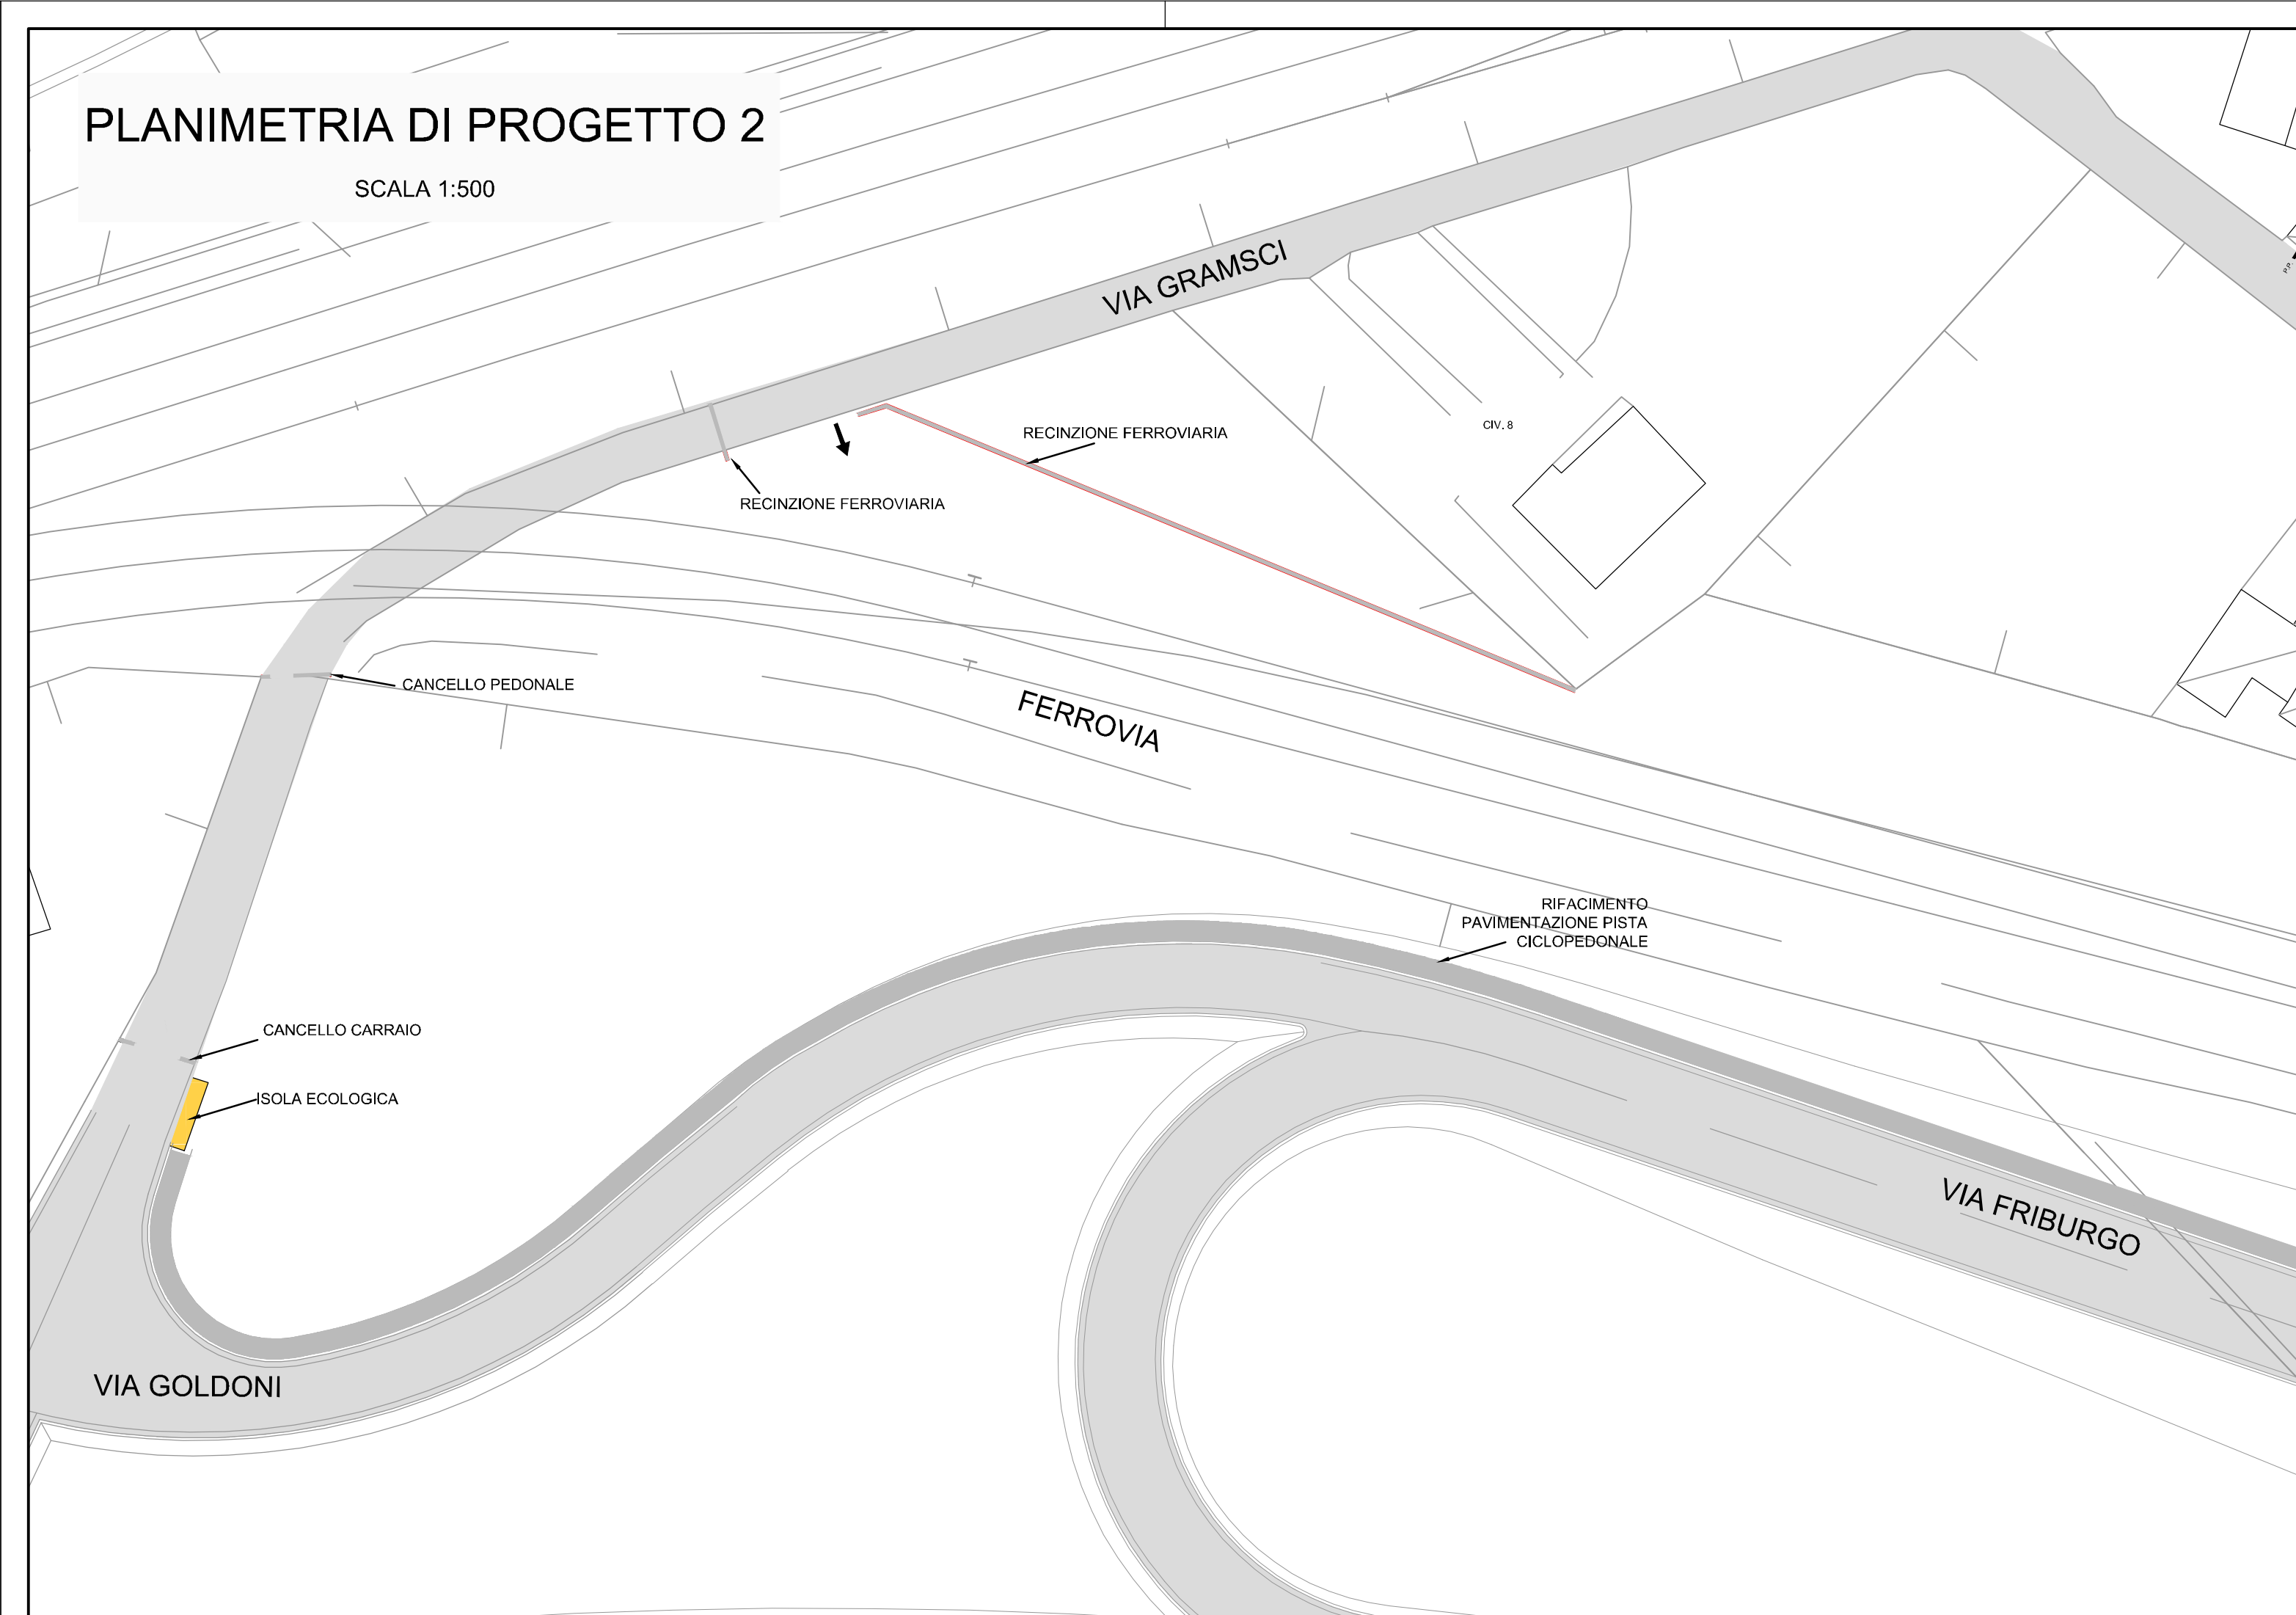 PLANIMETRIA DI PROGETTO 2
SCALA 1:500
VIA GRAMSCI
P.P.
RECINZIONE FERROVIARIA
CIV. 8
RECINZIONE FERROVIARIA
CANCELLO PEDONALE
FERROVIA
RIFACIMENTO
PAVIMENTAZIONE PISTA
CICLOPEDONALE
CANCELLO CARRAIO
ISOLA ECOLOGICA
VIA FRIBURGO
VIA GOLDONI